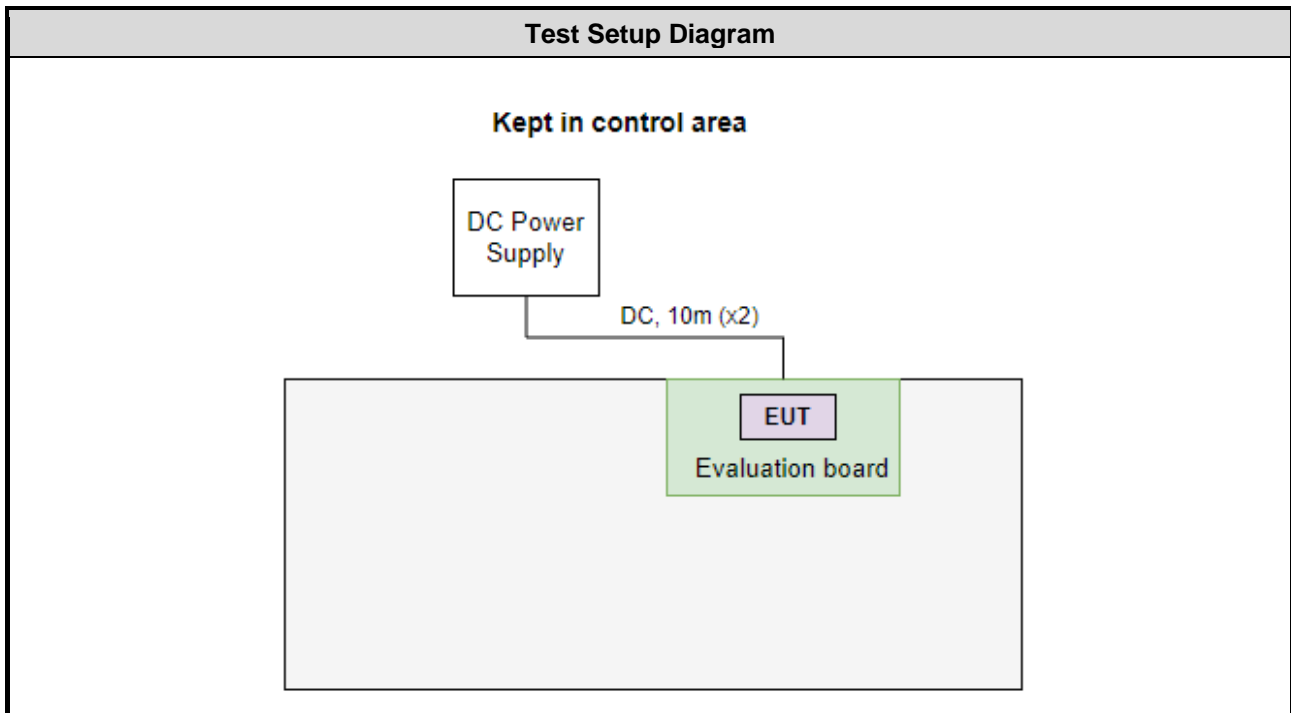 Test Setup Diagram
Kept in control area
DC Power
Supply
DC, 10m (x2)
EUT
Evaluation board